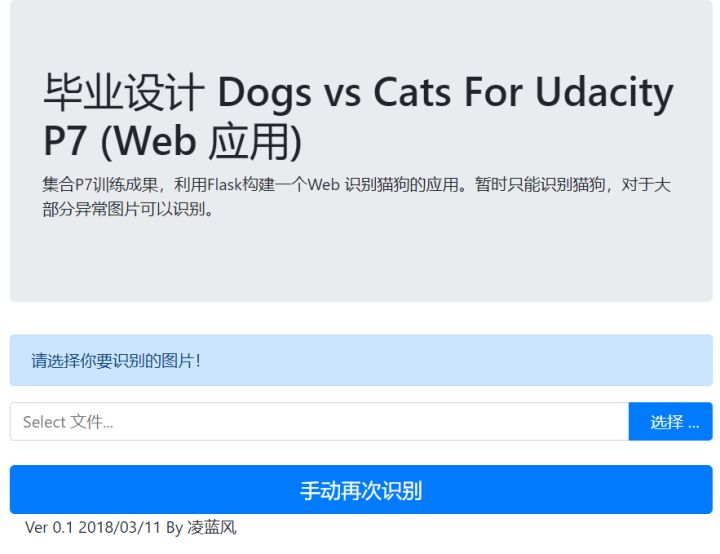 毕业设计 Dogs vs Cats For Udacity
P7 (Web 应用)
集合P7训练成果，利用Flask构建一个Web 识别猫狗的应用。暂时只能识别猫狗，对于大
部分异常图片可以识别。
请选择你要识别的图片！
Select 文件...
选择 ...
手动再次识别
Ver 0.1 2018/03/11 By 凌蓝风